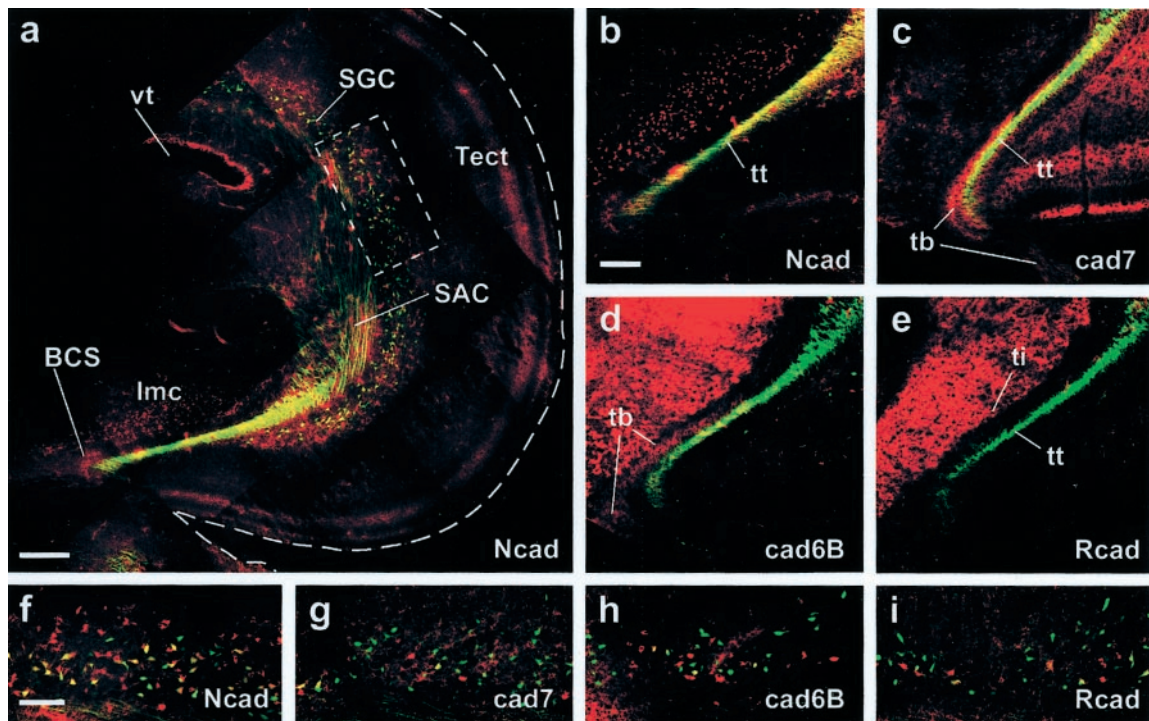 a
vt
SGC
Tect
SAC
BCS
Imc
Ncad
b
tt
Ncad
c
tt
tb
cad7
d
tb
cad6B
e
ti
tt
Rcad
f
Ncad
g
cad7
h
cad6B
i
Rcad